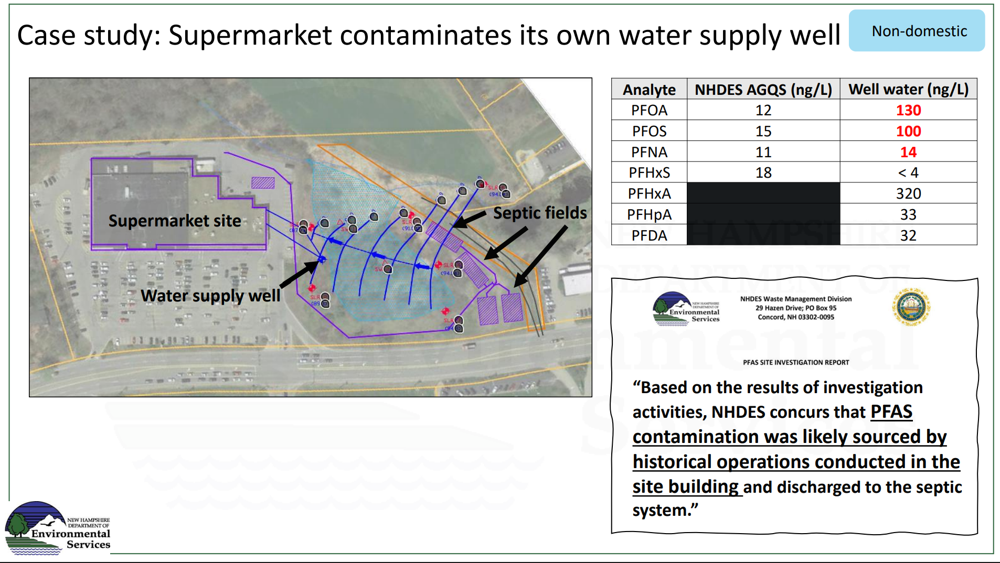 Case study: Supermarket contaminates its own water supply well
Non-domestic
Supermarket site
Water supply well
Septic fields
Analyte NHDES AGQS (ng/L) Well water (ng/L)
PFOA 12 130
PFOS 15 100
PFNA 11 14
PFHxS 18 < 4
PFHxA 320
PFHpA 33
PFDA 32
NEW HAMPSHIRE
DEPARTMENT OF
Environmental
Services
NHDES Waste Management Division
29 Hazen Drive; PO Box 95
Concord, NH 03302-0095
PFAS SITE INVESTIGATION REPORT
“Based on the results of investigation
activities, NHDES concurs that PFAS
contamination was likely sourced by
historical operations conducted in the
site building and discharged to the septic
system.”
NEW HAMPSHIRE
DEPARTMENT OF
Environmental
Services